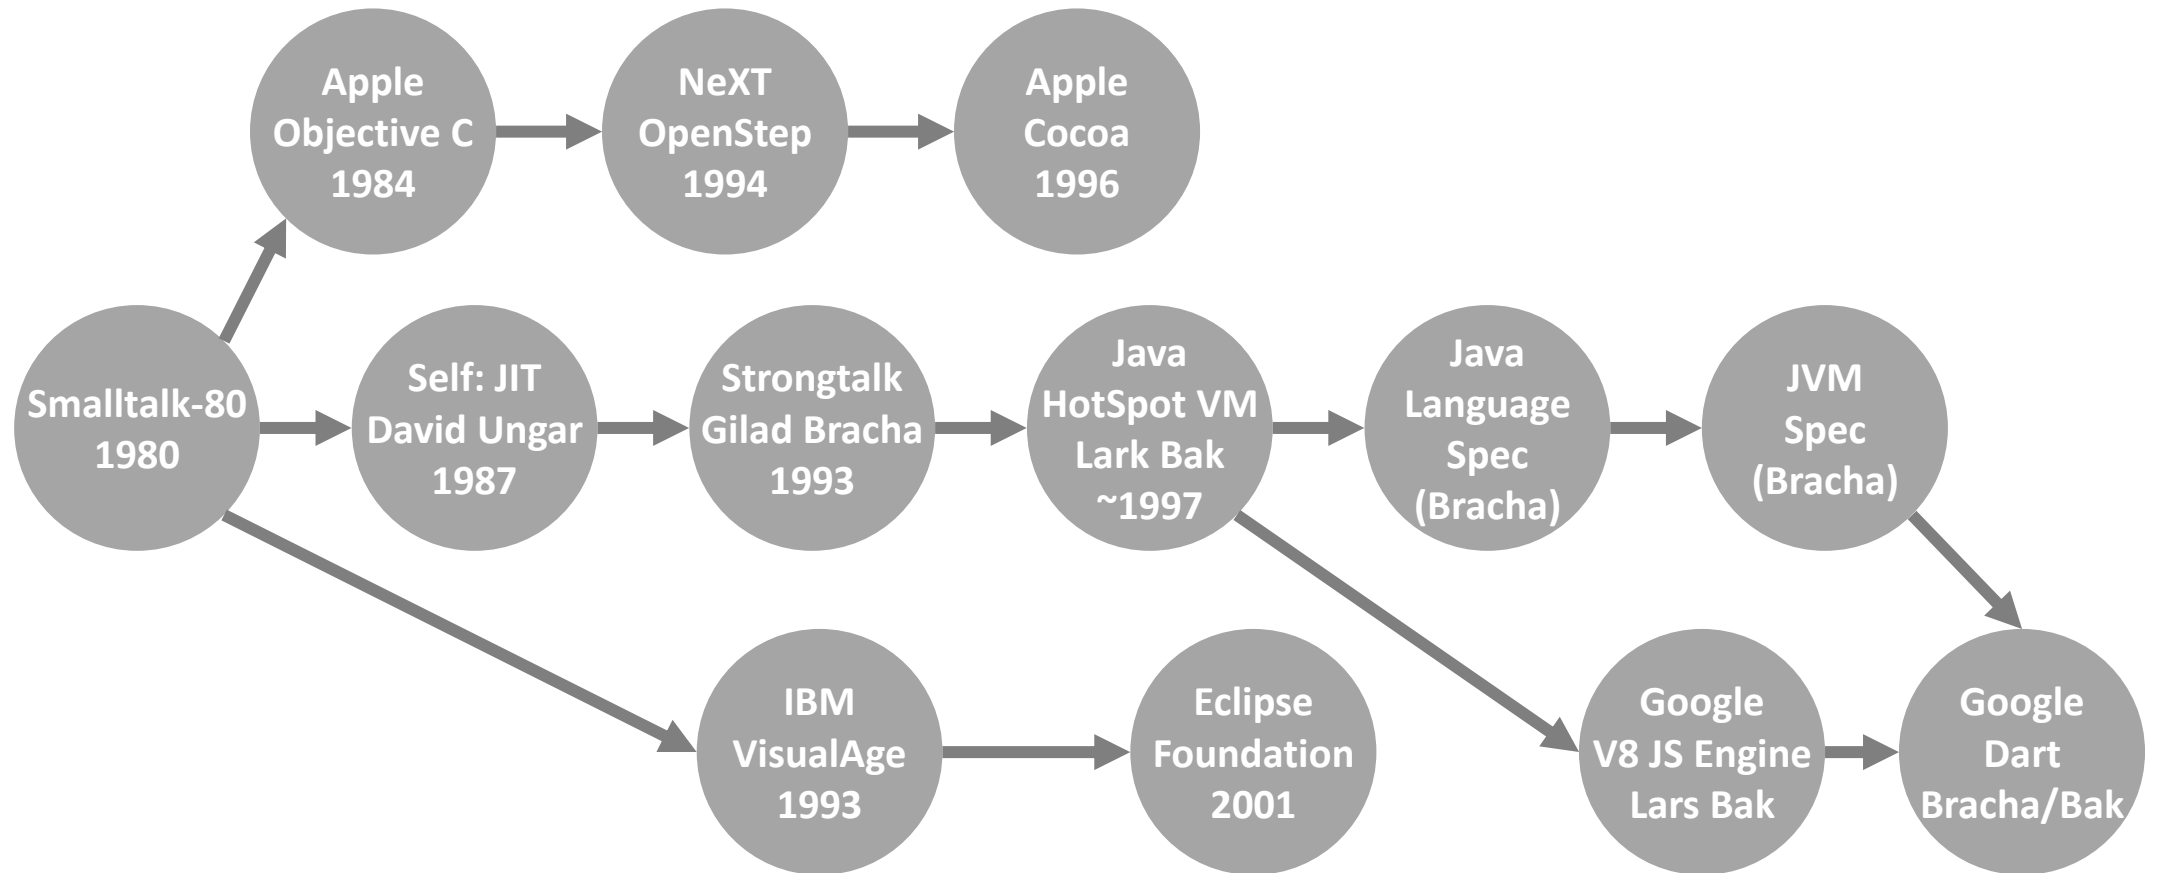 Apple
Objective C
1984
NeXT
OpenStep
1994
Apple
Cocoa
1996
Smalltalk-80
1980
Self: JIT
David Ungar
1987
Strongtalk
Gilad Bracha
1993
Java
HotSpot VM
Lark Bak
~1997
Java
Language
Spec
(Bracha)
JVM
Spec
(Bracha)
IBM
VisualAge
1993
Eclipse
Foundation
2001
Google
V8 JS Engine
Lars Bak
Google
Dart
Bracha/Bak